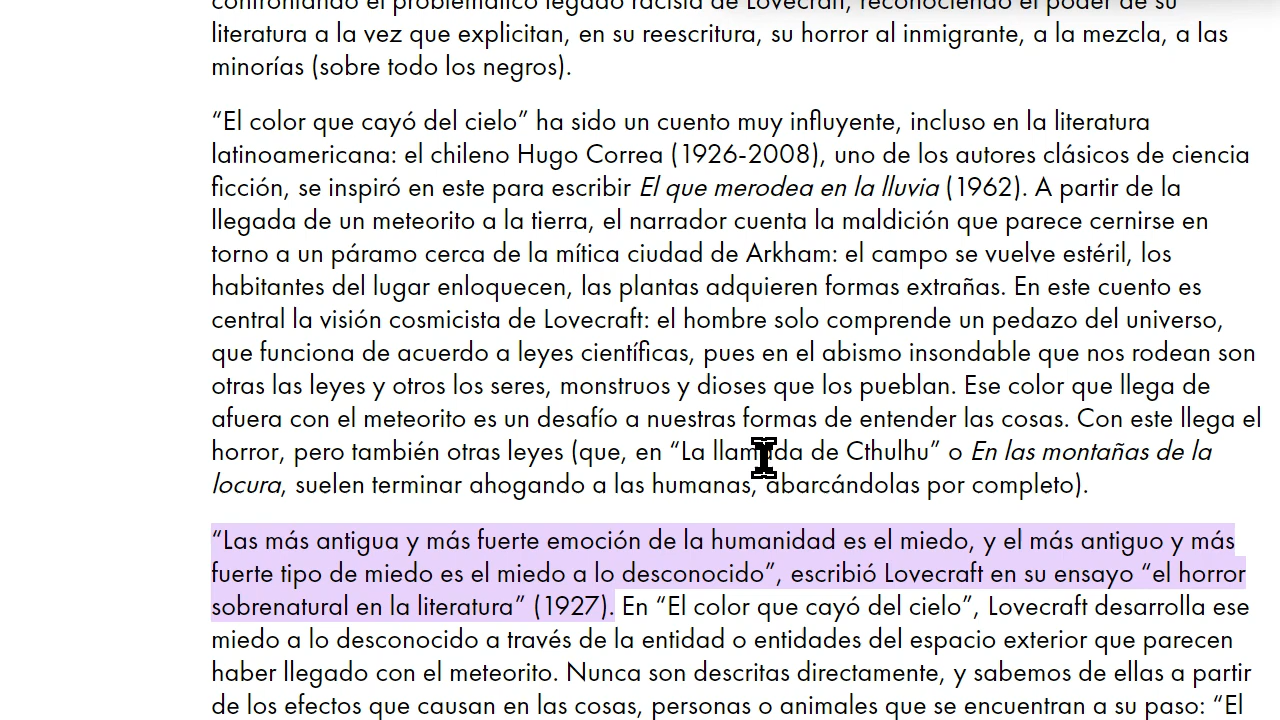 confrontando el problemático legado racista de Lovecraft, reconociendo el poder de su
literatura a la vez que explicitan, en su reescritura, su horror al inmigrante, a la mezcla, a las
minorías (sobre todo los negros).
“El color que cayó del cielo” ha sido un cuento muy influyente, incluso en la literatura
latinoamericana: el chileno Hugo Correa (1926-2008), uno de los autores clásicos de ciencia
ficción, se inspiró en este para escribir El que merodea en la lluvia (1962). A partir de la
llegada de un meteorito a la tierra, el narrador cuenta la maldición que parece cernirse en
torno a un páramo cerca de la mítica ciudad de Arkham: el campo se vuelve estéril, los
habitantes del lugar enloquecen, las plantas adquieren formas extrañas. En este cuento es
central la visión cosmicista de Lovecraft: el hombre solo comprende un pedazo del universo,
que funciona de acuerdo a leyes científicas, pues en el abismo insondable que nos rodean son
otras las leyes y otros los seres, monstruos y dioses que los pueblan. Ese color que llega de
afuera con el meteorito es un desafío a nuestras formas de entender las cosas. Con este llega el
horror, pero también otras leyes (que, en “La llamada de Cthulhu” o En las montañas de la
locura, suelen terminar ahogando a las humanas, abarcándolas por completo).
“Las más antigua y más fuerte emoción de la humanidad es el miedo, y el más antiguo y más
fuerte tipo de miedo es el miedo a lo desconocido”, escribió Lovecraft en su ensayo “el horror
sobrenatural en la literatura” (1927). En “El color que cayó del cielo”, Lovecraft desarrolla ese
miedo a lo desconocido a través de la entidad o entidades del espacio exterior que parecen
haber llegado con el meteorito. Nunca son descritas directamente, y sabemos de ellas a partir
de los efectos que causan en las cosas, personas o animales que se encuentran a su paso: “El